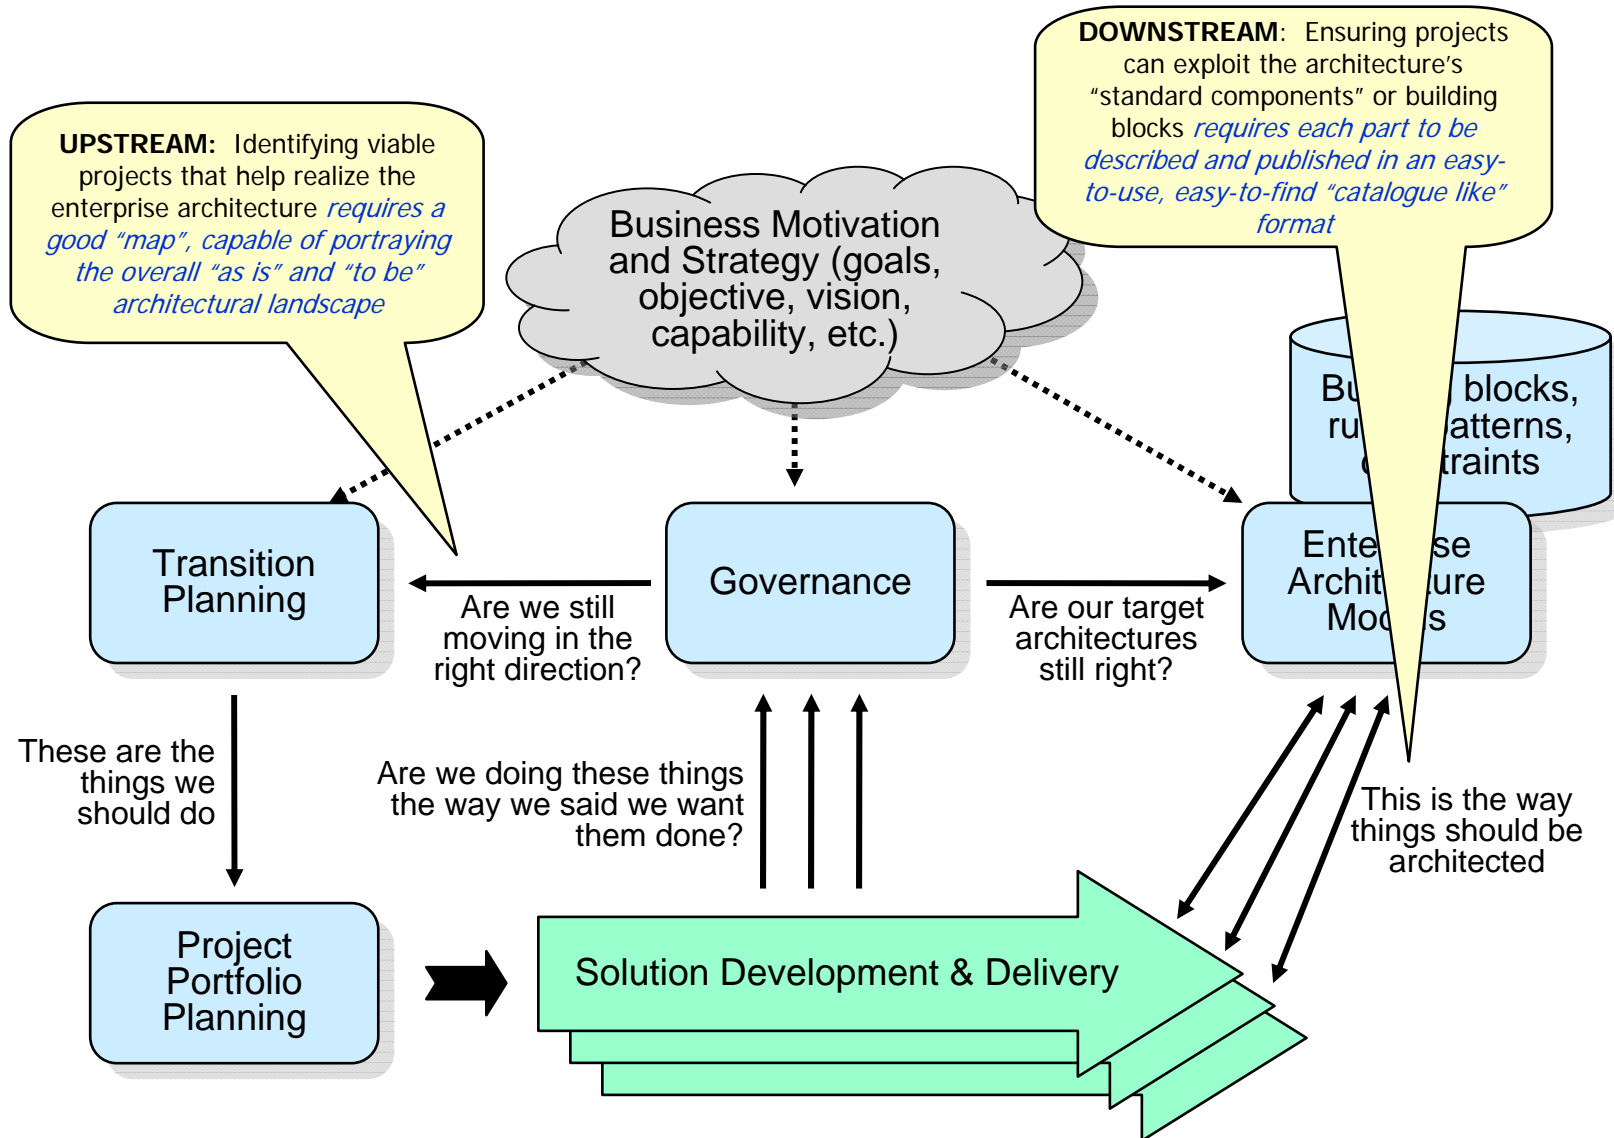 DOWNSTREAM:  Ensuring projects
can exploit the architecture’s
“standard components” or building
blocks requires each part to be
described and published in an easy-
to-use, easy-to-find “catalogue like”
format
UPSTREAM:  Identifying viable
projects that help realize the
enterprise architecture requires a
good “map”, capable of portraying
the overall “as is” and “to be”
architectural landscape
Business Motivation
and Strategy (goals,
objective, vision,
capability, etc.)
blocks,
Transition
Planning
Governance
Are we still
moving in the
right direction?
Are our target
architectures
still right?
These are the
things we
should do
Are we doing these things
the way we said we want
them done?
This is the way
things should be
architected
Project
Portfolio
Planning
Solution Development & Delivery